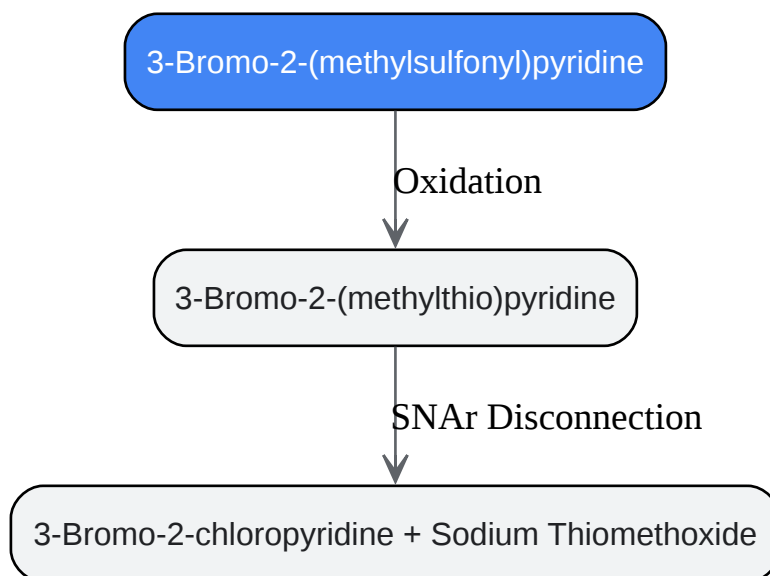 3-Bromo-2-(methylsulfonyl)pyridine
Oxidation
3-Bromo-2-(methylthio)pyridine
SNAr Disconnection
3-Bromo-2-chloropyridine + Sodium Thiomethoxide